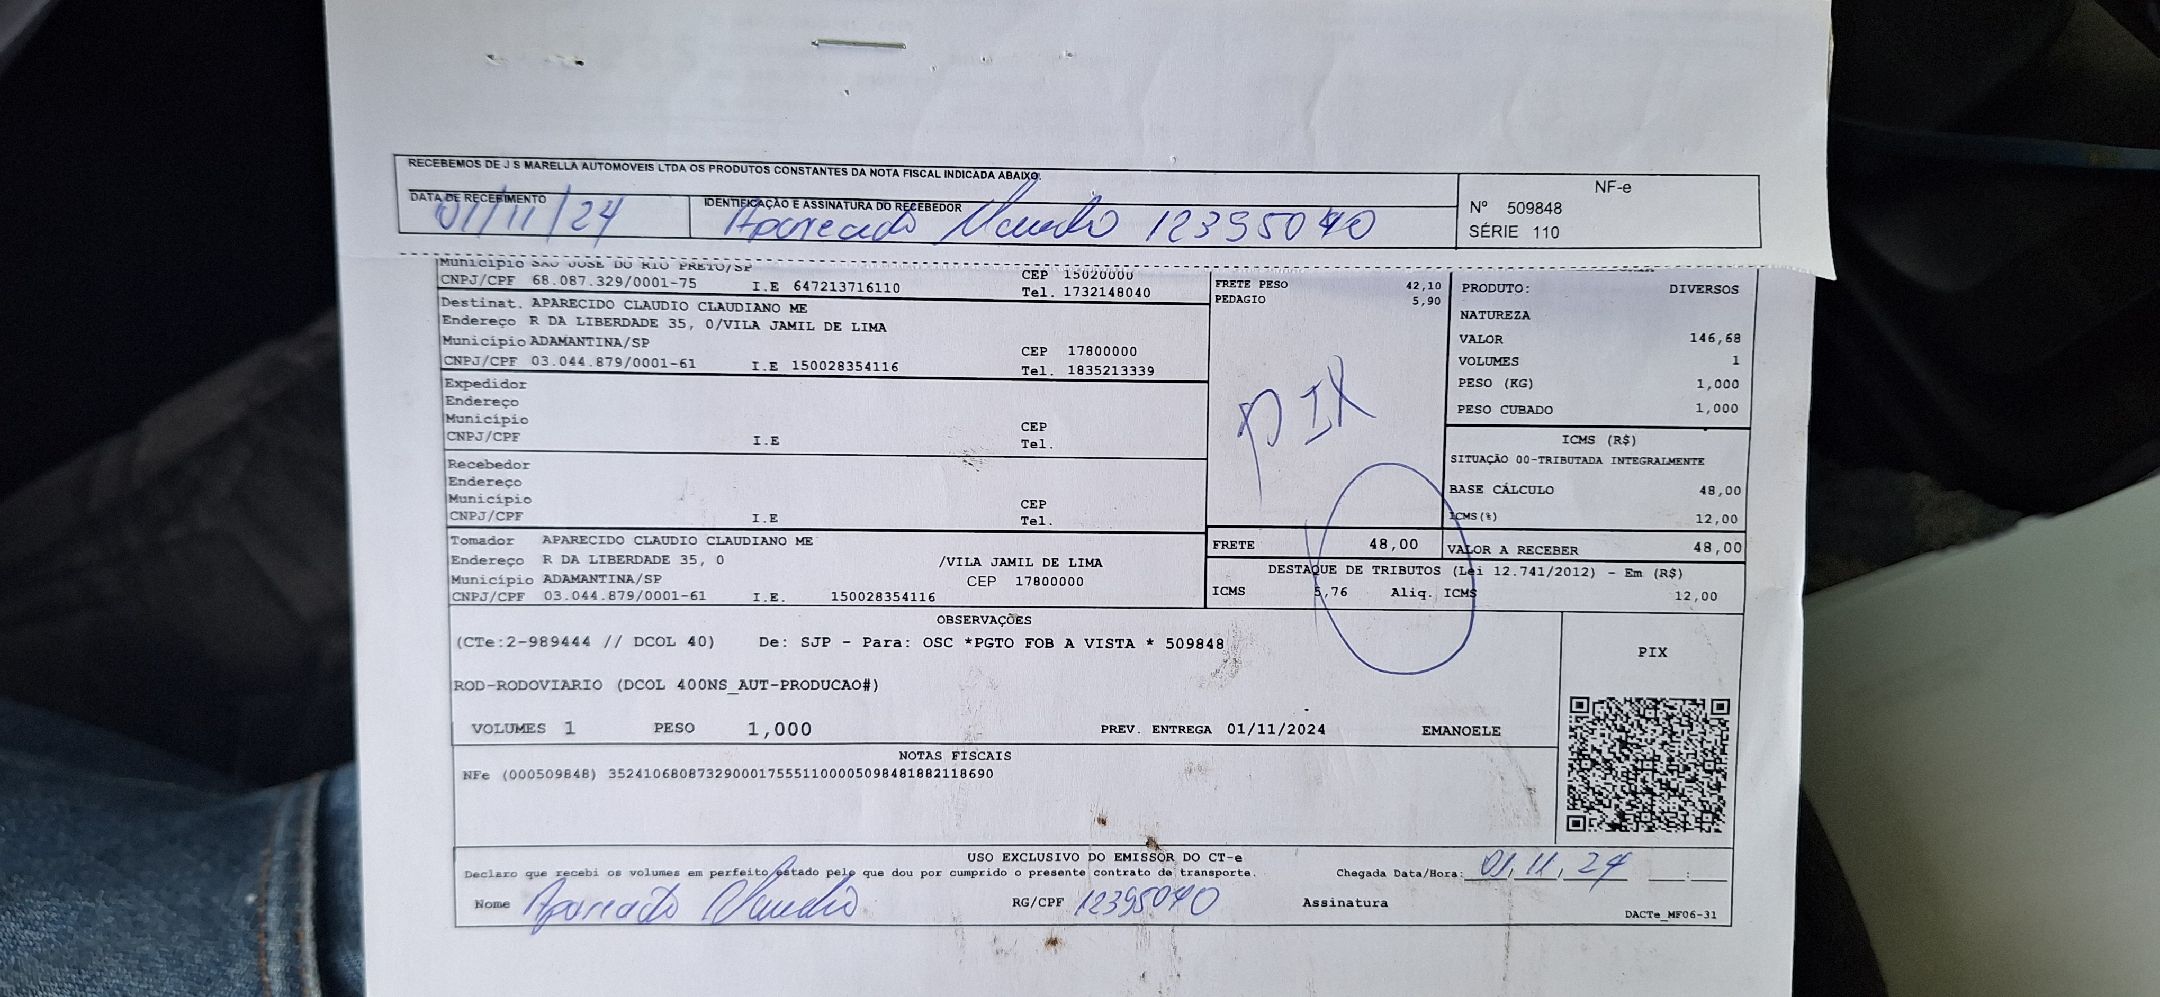 RECEBEMOS DE J S MARELLA AUTOMOVEIS LTDA OS PRODUTOS CONSTANTES DA NOTA FISCAL INDICADA ABAIXO.
DATA DE RECEBIMENTO
01/11/24
IDENTIFICAÇÃO E ASSINATURA DO RECEBEDOR
Aparecido Claudio 12395040
NF-e
Nº 509848
SÉRIE 110
Município SAO JOSE DO RIO PRETO/SP CEP 15020000
CNPJ/CPF 68.087.329/0001-75 I.E 647213716110 Tel. 1732148040
Destinat. APARECIDO CLAUDIO CLAUDIANO ME
Endereço R DA LIBERDADE 35, 0/VILA JAMIL DE LIMA
Município ADAMANTINA/SP CEP 17800000
CNPJ/CPF 03.044.879/0001-61 I.E 150028354116 Tel. 1835213339
Expedidor
Endereço
Município CEP
CNPJ/CPF I.E Tel.
Recebedor
Endereço
Município CEP
CNPJ/CPF I.E Tel.
Tomador APARECIDO CLAUDIO CLAUDIANO ME
Endereço R DA LIBERDADE 35, 0 /VILA JAMIL DE LIMA
Município ADAMANTINA/SP CEP 17800000
CNPJ/CPF 03.044.879/0001-61 I.E. 150028354116
FRETE PESO 42,10
PEDAGIO 5,90
PIX
FRETE 48,00
PRODUTO: DIVERSOS
NATUREZA
VALOR 146,68
VOLUMES 1
PESO (KG) 1,000
PESO CUBADO 1,000
ICMS (R$)
SITUAÇÃO 00-TRIBUTADA INTEGRALMENTE
BASE CÁLCULO 48,00
ICMS(%) 12,00
VALOR A RECEBER 48,00
DESTAQUE DE TRIBUTOS (Lei 12.741/2012) - Em (R$)
ICMS 5,76 Aliq. ICMS 12,00
OBSERVAÇÕES
(CTe:2-989444 // DCOL 40) De: SJP - Para: OSC *PGTO FOB A VISTA * 509848
ROD-RODOVIARIO (DCOL 400NS_AUT-PRODUCAO#)
VOLUMES 1 PESO 1,000 PREV. ENTREGA 01/11/2024 EMANOELE
PIX
NOTAS FISCAIS
NFe (000509848) 35241068087329000175551100005098481882118690
USO EXCLUSIVO DO EMISSOR DO CT-e
Declaro que recebi os volumes em perfeito estado pelo que dou por cumprido o presente contrato de transporte. Chegada Data/Hora: 01,11,24 __:__
Nome Aparecido Claudio RG/CPF 12395040 Assinatura
DACTe_MF06-31